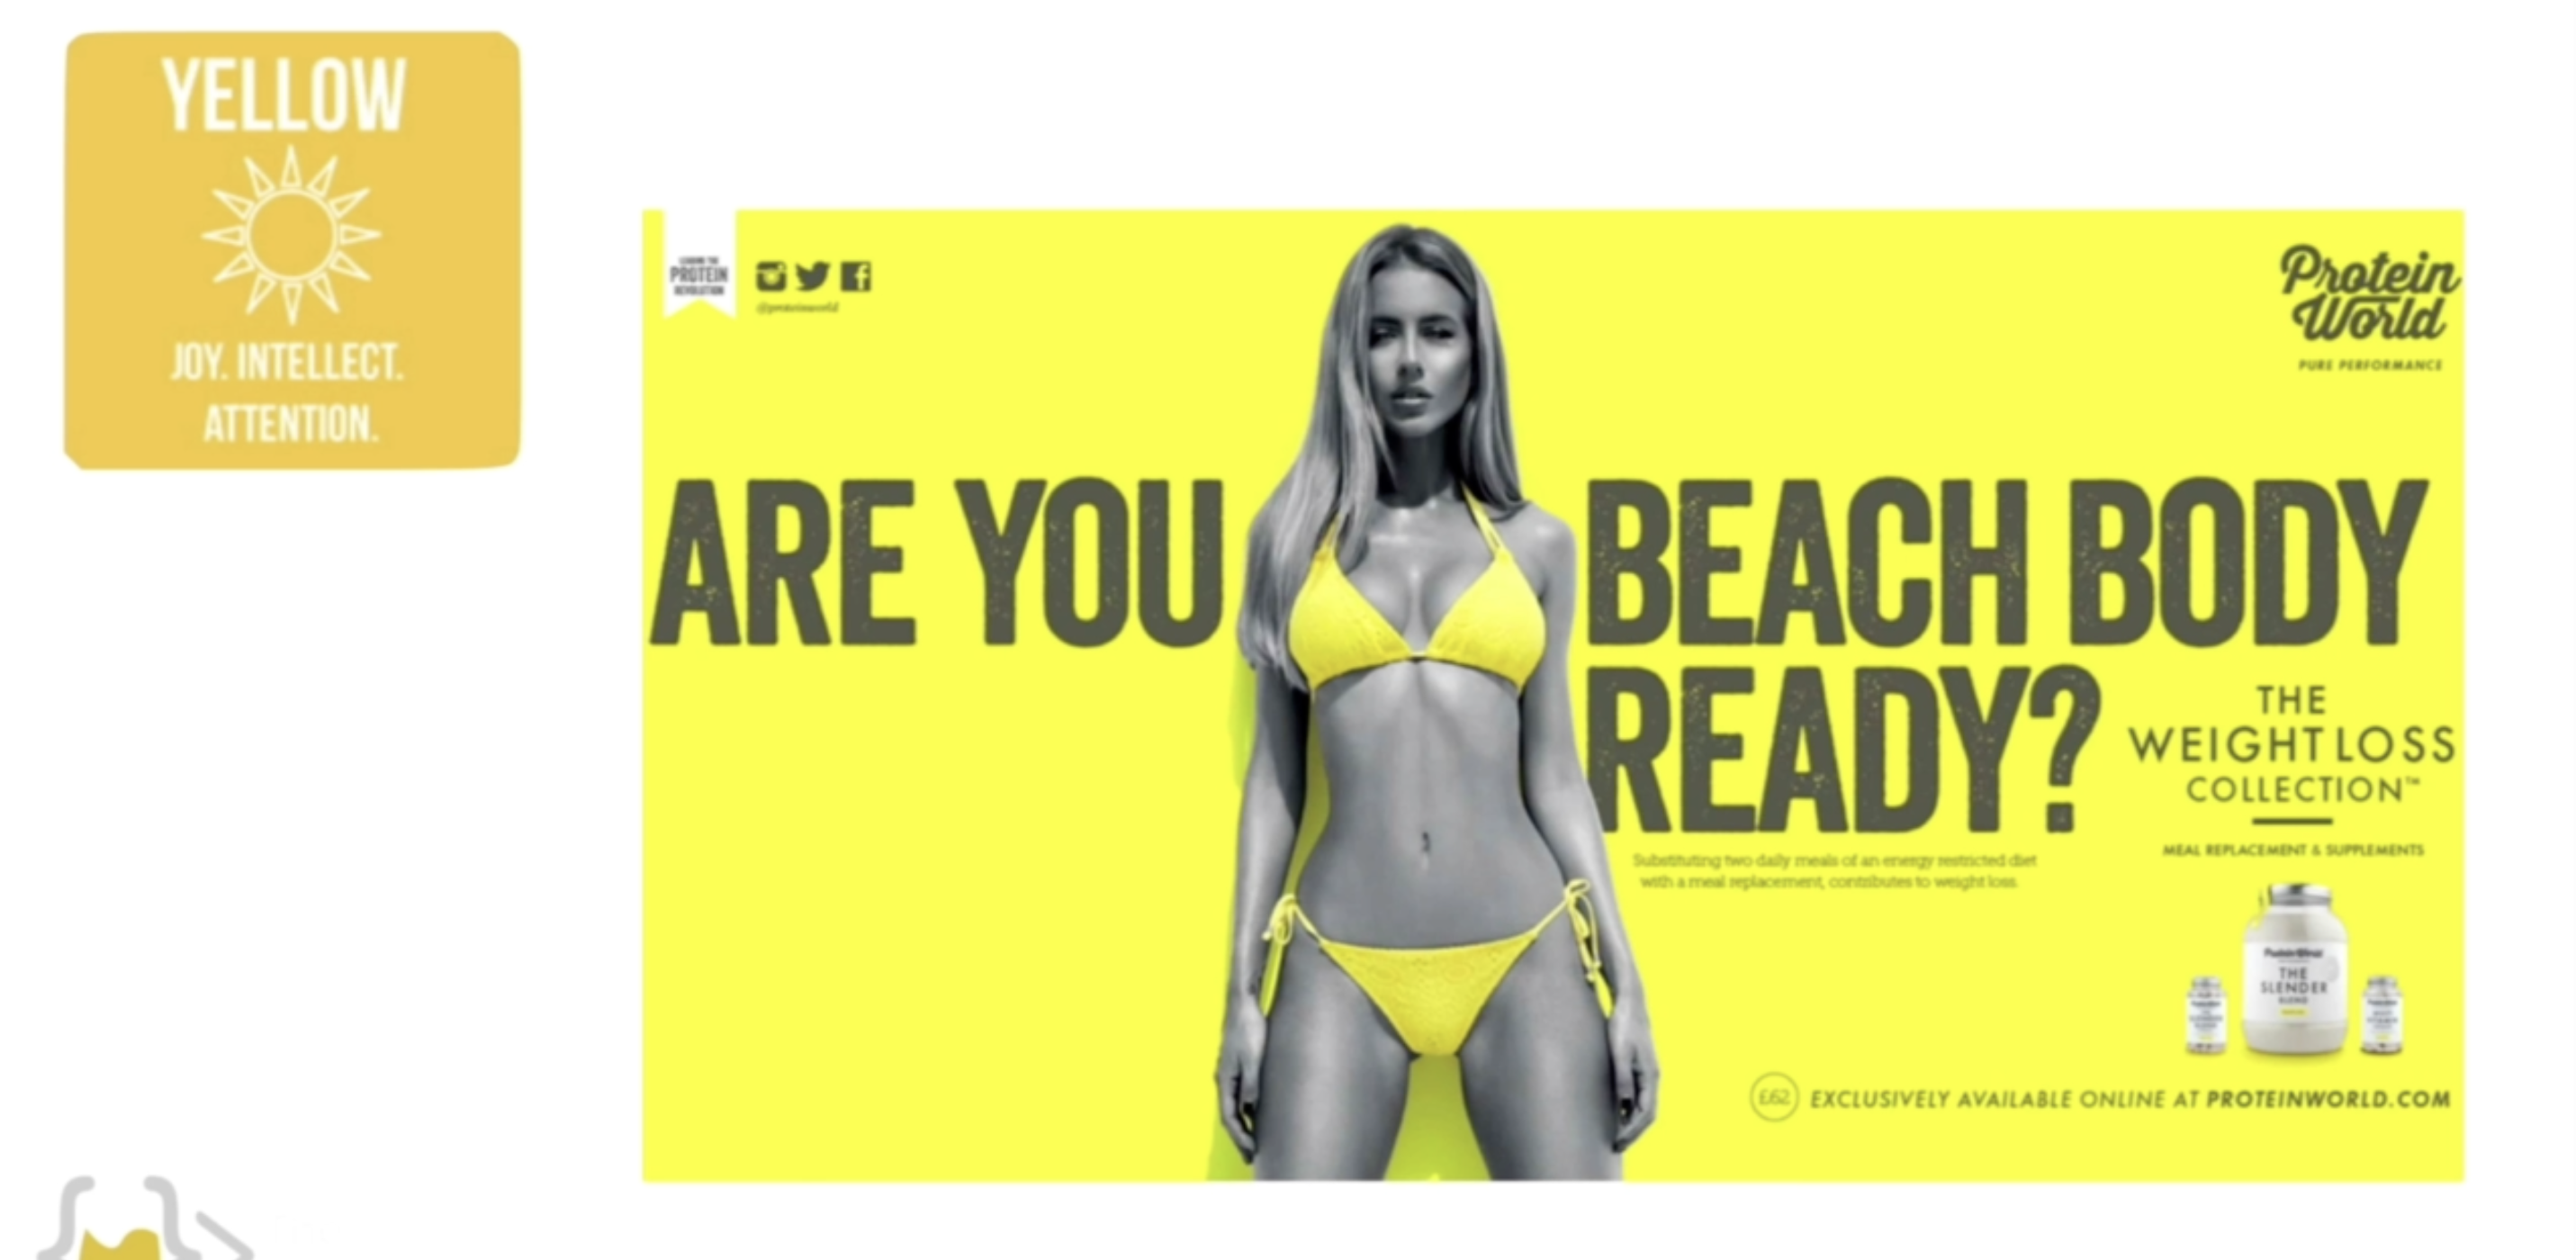 YELLOW
JOY. INTELLECT.
ATTENTION.
LEADING THE
PROTEIN
REVOLUTION
@proteinworld
Protein
World
PURE PERFORMANCE
ARE YOU BEACH BODY
READY?
THE
WEIGHT LOSS
COLLECTION™
MEAL REPLACEMENT & SUPPLEMENTS
Substituting two daily meals of an energy restricted diet
with a meal replacement, contributes to weight loss.
Protein World
THE
SLENDER
BLEND
£62 EXCLUSIVELY AVAILABLE ONLINE AT PROTEINWORLD.COM